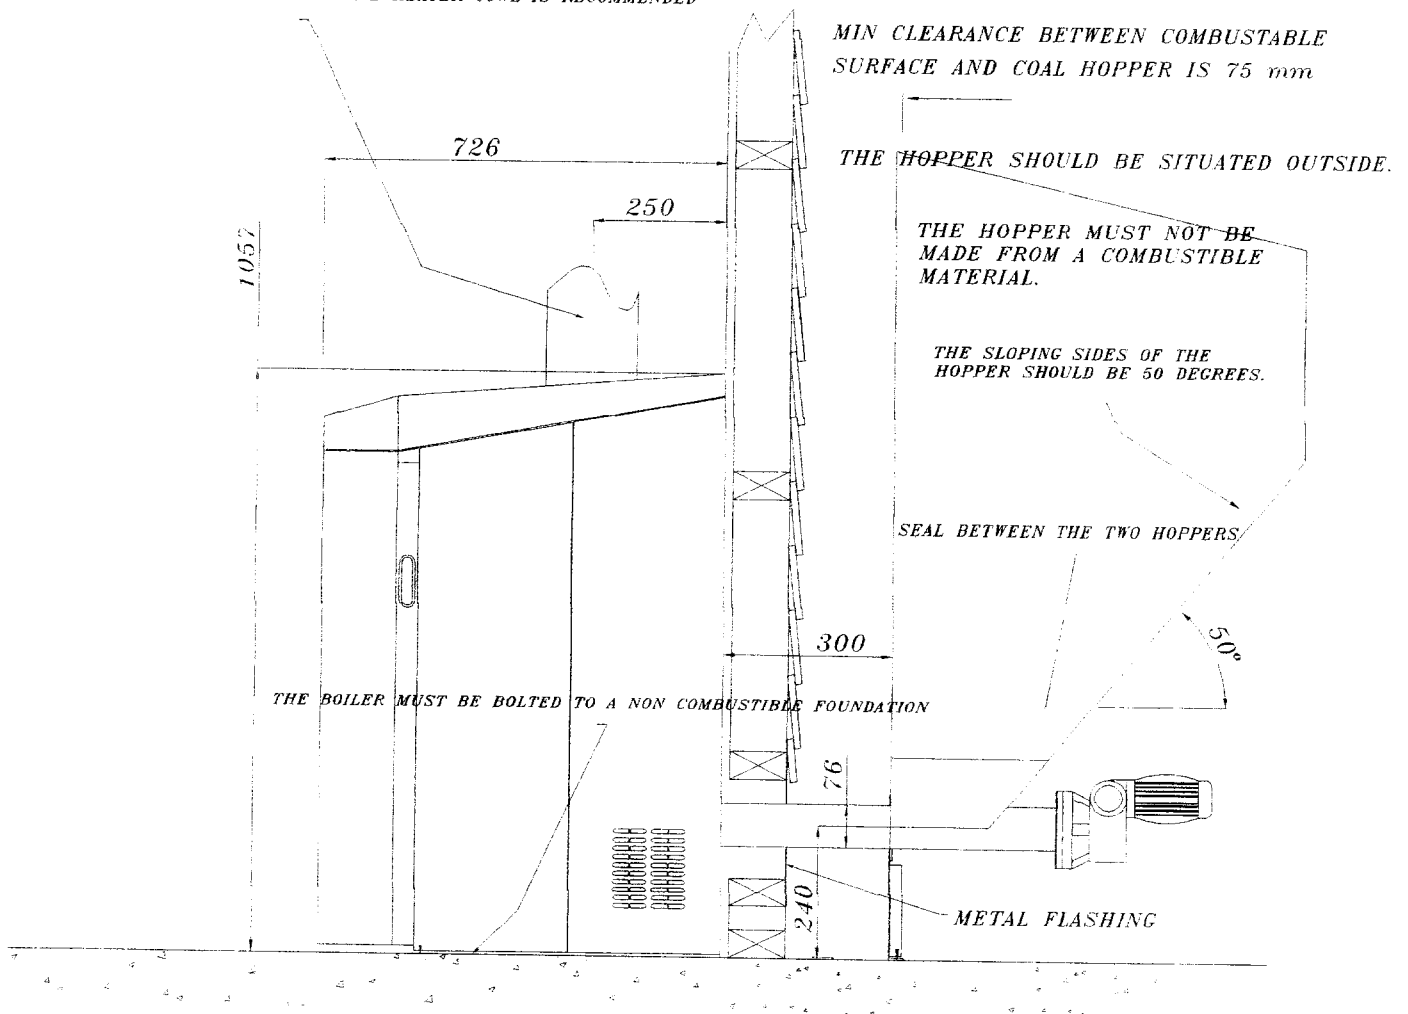 IS RECOMMENDED
MIN CLEARANCE BETWEEN COMBUSTABLE
SURFACE AND COAL HOPPER IS 75 mm
726
THE HOPPER SHOULD BE SITUATED OUTSIDE.
250
THE HOPPER MUST NOT BE
MADE FROM A COMBUSTIBLE
MATERIAL.
1057
THE SLOPING SIDES OF THE
HOPPER SHOULD BE 50 DEGREES.
SEAL BETWEEN THE TWO HOPPERS
300
50°
THE BOILER MUST BE BOLTED TO A NON COMBUSTIBLE FOUNDATION
76
240
METAL FLASHING